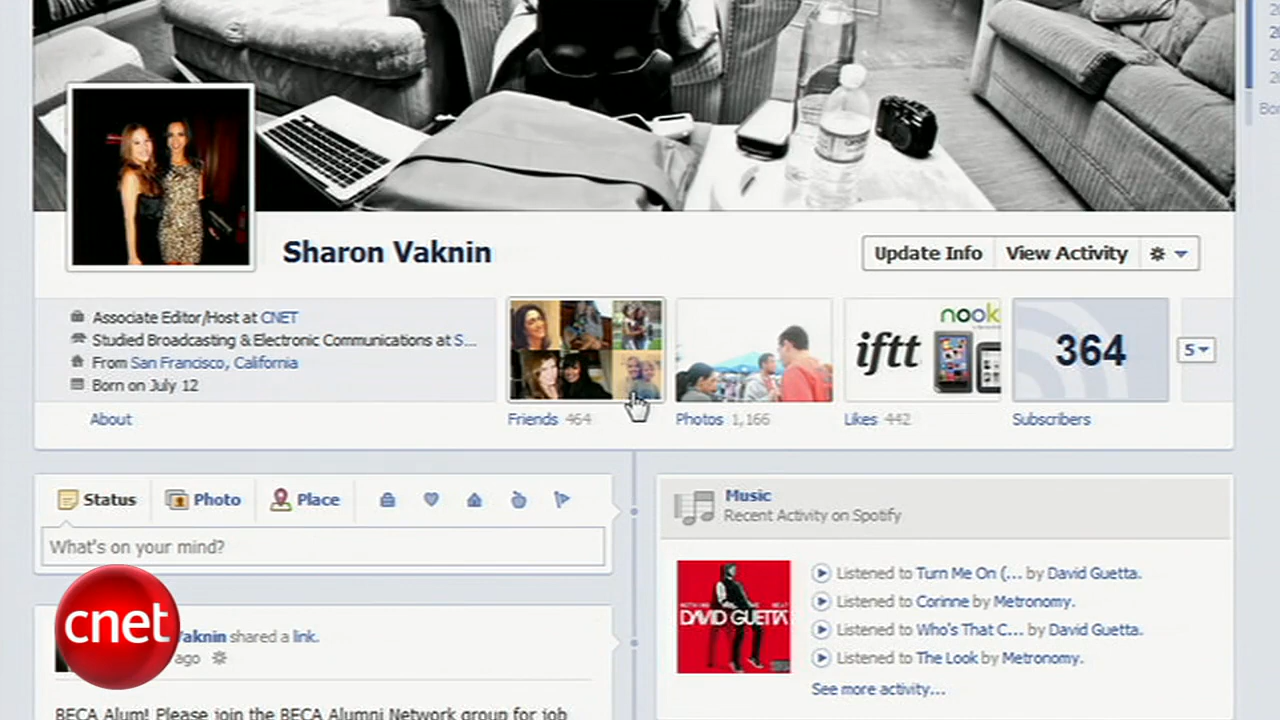 Bor
Sharon Vaknin
Update Info
View Activity
Associate Editor/Host at CNET
Studied Broadcasting & Electronic Communications at S...
From San Francisco, California
Born on July 12
About
nook
iftt
364
5
Friends 464
Photos 1,166
Likes 442
Subscribers
Status
Photo
Place
What's on your mind?
Music
Recent Activity on Spotify
DAVID GUETTA
Listened to Turn Me On (... by David Guetta.
Listened to Corinne by Metronomy.
Listened to Who's That C... by David Guetta.
Listened to The Look by Metronomy.
See more activity...
cnet
Vaknin shared a link.
ago
BECA Alum! Please join the BECA Alumni Network group for job